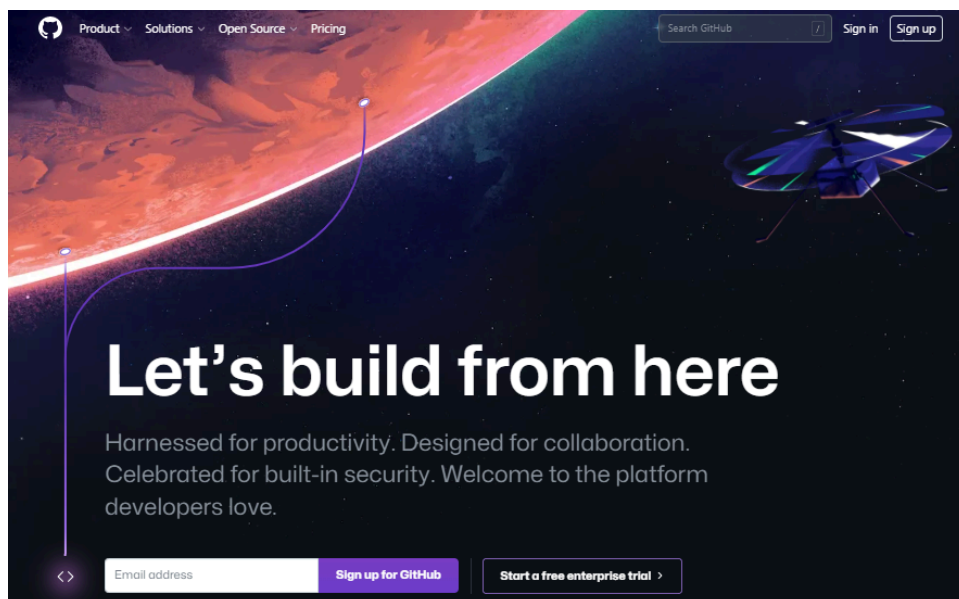 Product Solutions Open Source Pricing Search GitHub / Sign in Sign up
Let's build from here
Harnessed for productivity. Designed for collaboration.
Celebrated for built-in security. Welcome to the platform
developers love.
<> Email address Sign up for GitHub Start a free enterprise trial >